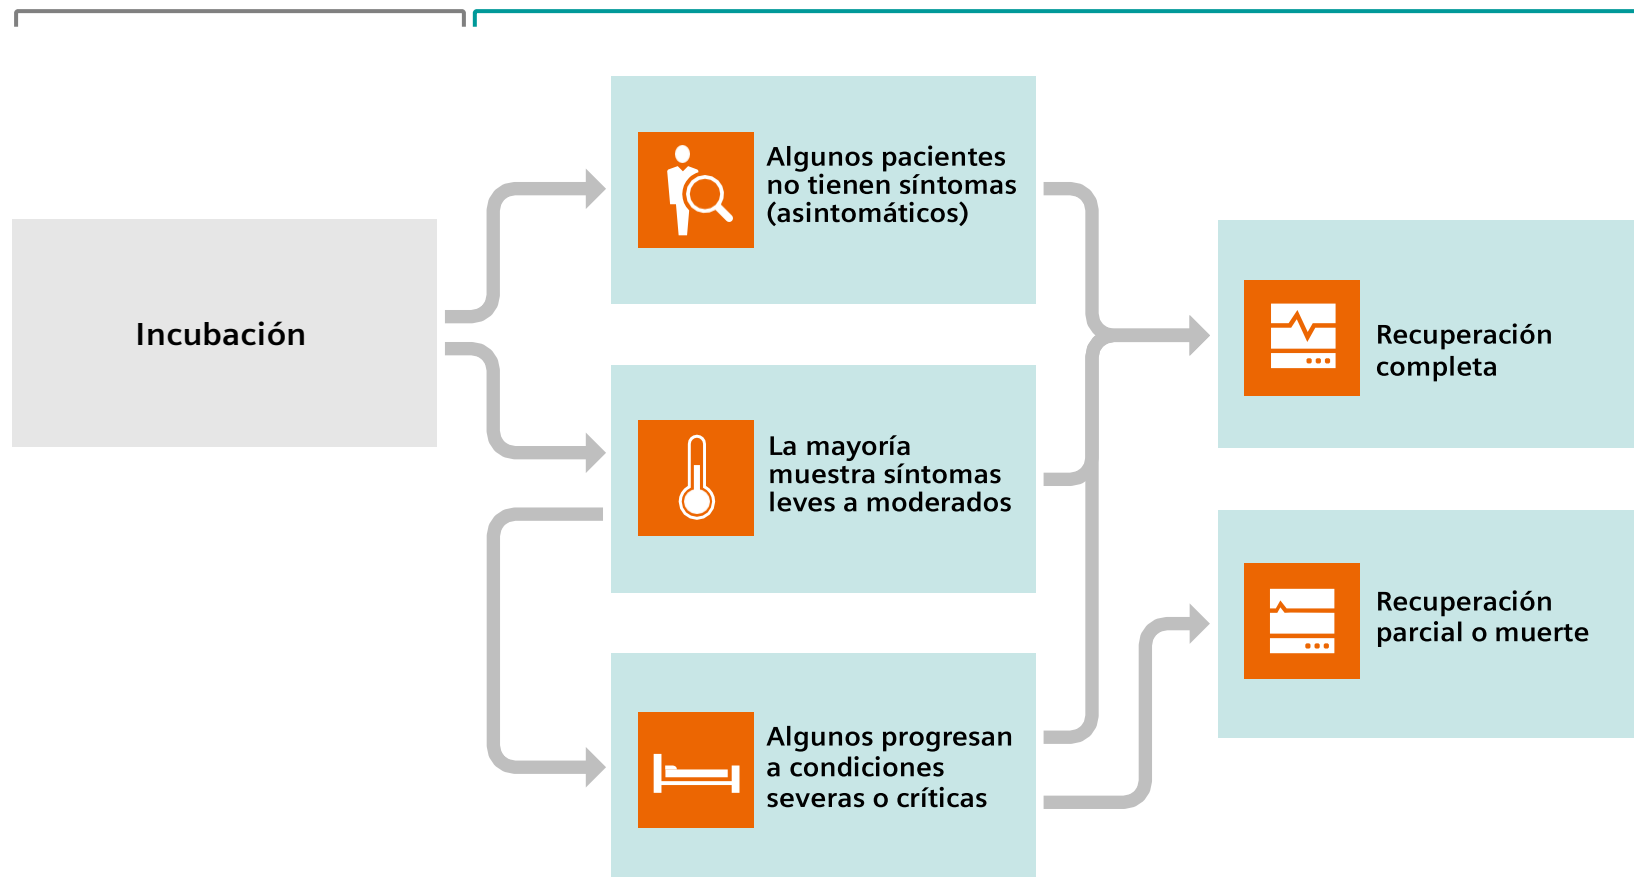 Incubación
Algunos pacientes
no tienen síntomas
(asintomáticos)
La mayoría
muestra síntomas
leves a moderados
Algunos progresan
a condiciones
severas o críticas
Recuperación
completa
Recuperación
parcial o muerte